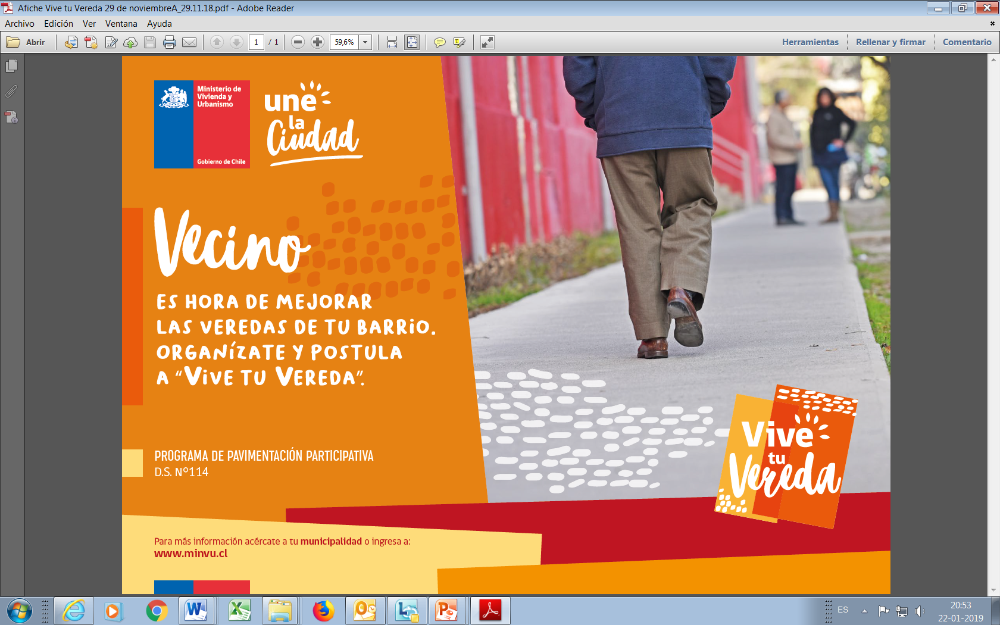 Afiche Vive tu Vereda 29 de noviembreA_29.11.18.pdf - Adobe Reader
Archivo Edición Ver Ventana Ayuda
Abrir 1 / 1 59,6% Herramientas Rellenar y firmar Comentario
Ministerio de
Vivienda y
Urbanismo
Gobierno de Chile
une
la
Ciudad
Vecino
ES HORA DE MEJORAR
LAS VEREDAS DE TU BARRIO.
ORGANÍZATE Y POSTULA
A “VIVE TU VEREDA”.
PROGRAMA DE PAVIMENTACIÓN PARTICIPATIVA
D.S. Nº114
Vive
tu
Vereda
Para más información acércate a tu municipalidad o ingresa a:
www.minvu.cl
ES
20:53
22-01-2019